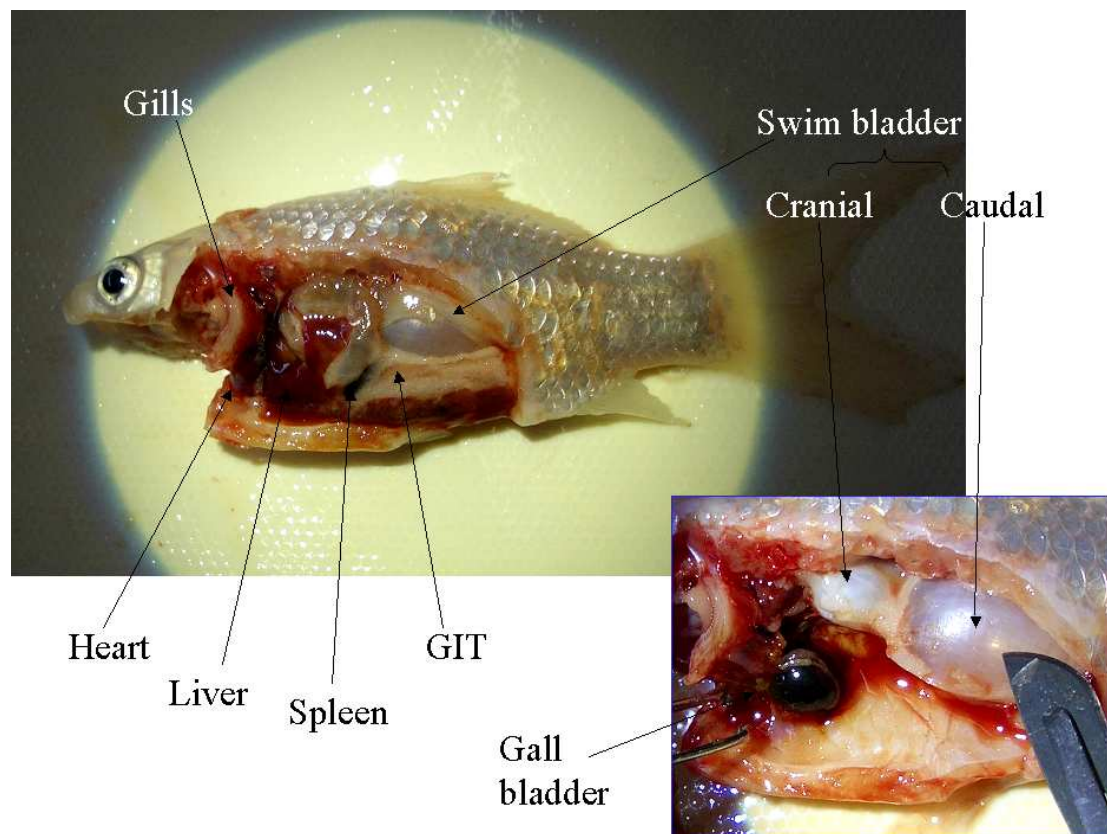 Gills
Swim bladder
Cranial
Caudal
Heart
Liver
Spleen
GIT
Gall
bladder